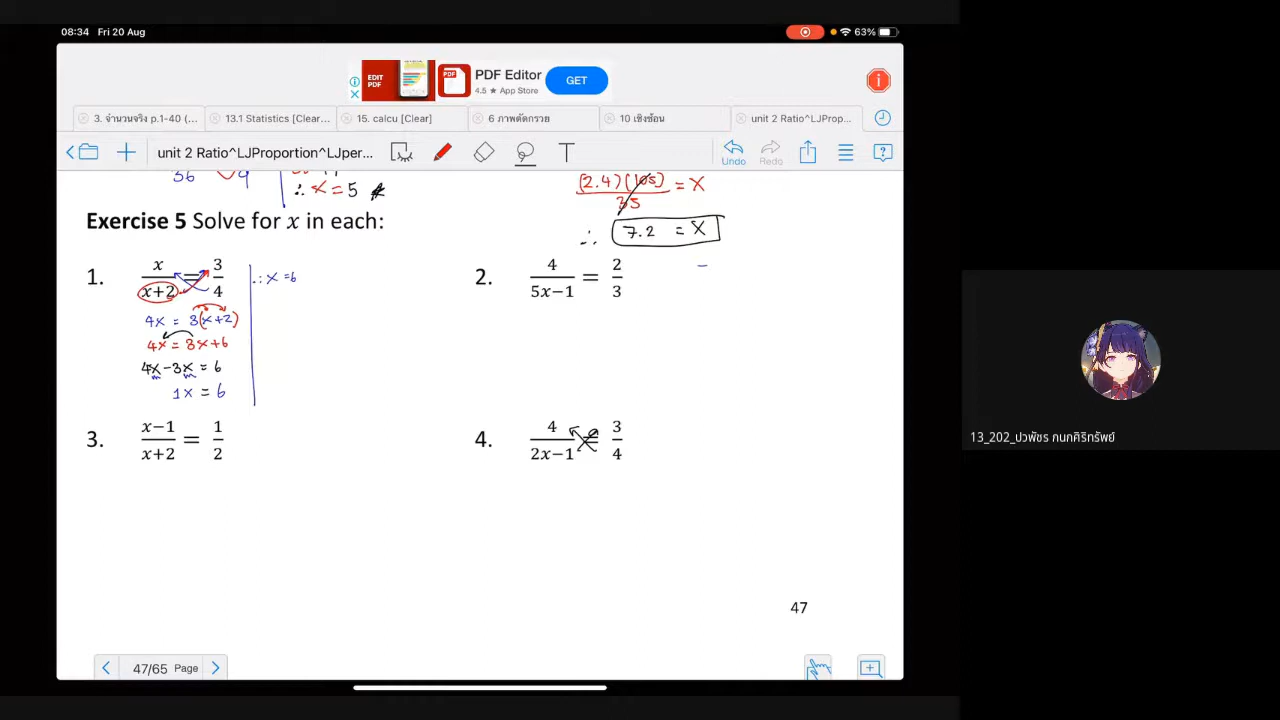 08:34 Fri 20 Aug
63%
EDIT PDF
PDF Editor
4.5 ★ App Store
GET
3. จำนวนจริง p.1-40 (...
13.1 Statistics [Clear...
15. calcu [Clear]
6 ภาพตัดกรวย
10 เชิงซ้อน
unit 2 Ratio^LJProp...
unit 2 Ratio^LJProportion^LJper...
T
Undo
Redo
36
∴ x = 5
(2.4)(105)/35 = x
∴ 7.2 = x
Exercise 5 Solve for x in each:
1. x/(x+2) = 3/4
∴ x = 6
4x = 3(x+2)
4x = 3x+6
4x-3x = 6
1x = 6
2. 4/(5x−1) = 2/3
3. (x−1)/(x+2) = 1/2
4. 4/(2x−1) = 3/4
47
47/65 Page
13_202_ปวพัชร กนกศิริทรัพย์